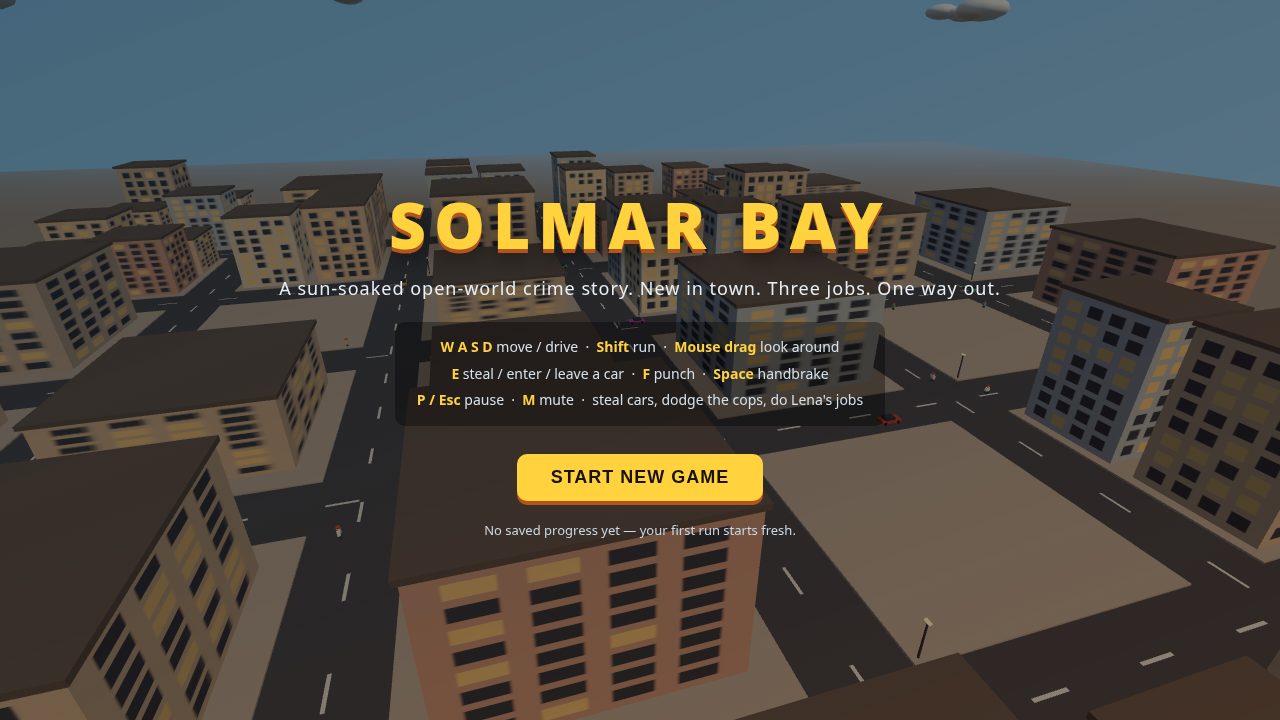 SOLMAR BAY
A sun-soaked open-world crime story. New in town. Three jobs. One way out.
W A S D move / drive · Shift run · Mouse drag look around
E steal / enter / leave a car · F punch · Space handbrake
P / Esc pause · M mute · steal cars, dodge the cops, do Lena's jobs
START NEW GAME
No saved progress yet — your first run starts fresh.